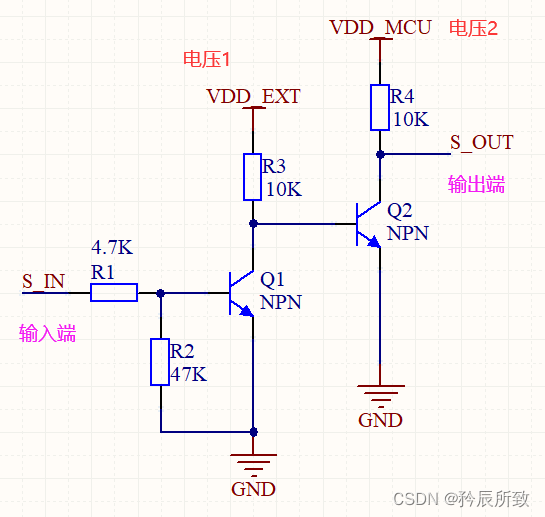 VDD_MCU
电压2
电压1
VDD_EXT
R4
10K
S_OUT
R3
10K
输出端
Q2
NPN
4.7K
R1
S_IN
Q1
NPN
输入端
R2
47K
GND
GND
CSDN @矜辰所致